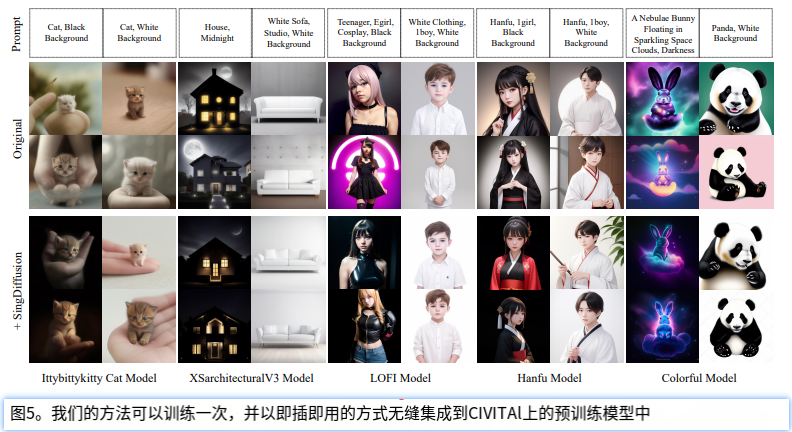 Prompt
Cat, Black
Background
Cat, White
Background
House,
Midnight
White Sofa,
Studio, White
Background
Teenager, Egirl,
Cosplay, Black
Background
White Clothing,
1boy, White
Background
Hanfu, 1girl,
Black
Background
Hanfu, 1boy,
White
Background
A Nebulae Bunny
Floating in
Sparkling Space
Clouds, Darkness
Panda, White
Background
Original
+ SingDiffusion
Ittybittykitty Cat Model
XSarchitecturalV3 Model
LOFI Model
Hanfu Model
Colorful Model
图5。我们的方法可以训练一次，并以即插即用的方式无缝集成到CIVITAl上的预训练模型中